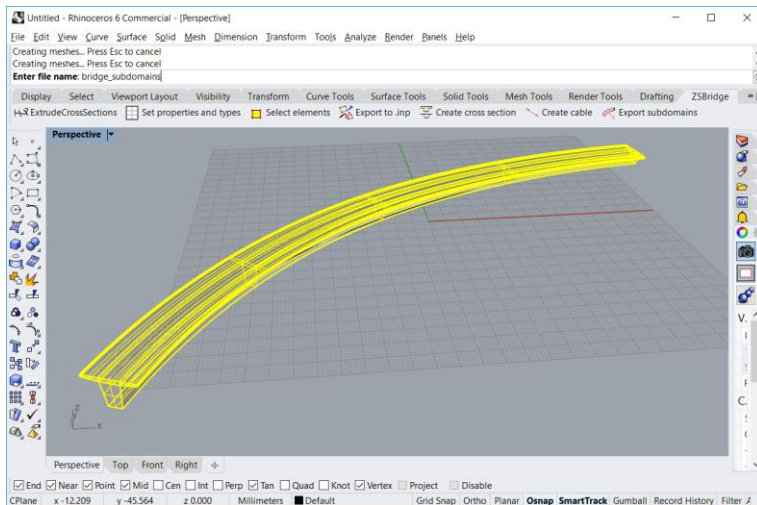 Untitled - Rhinoceros 6 Commercial - [Perspective]
File Edit View Curve Surface Solid Mesh Dimension Transform Tools Analyze Render Panels Help
Creating meshes... Press Esc to cancel
Creating meshes... Press Esc to cancel
Enter file name: bridge_subdomains
Display Select Viewport Layout Visibility Transform Curve Tools Surface Tools Solid Tools Mesh Tools Render Tools Drafting ZSBridge »
ExtrudeCrossSections Set properties and types Select elements Export to .inp Create cross section Create cable Export subdomains
Perspective
V.
C.
z
x
Perspective Top Front Right
End Near Point Mid Cen Int Perp Tan Quad Knot Vertex Project Disable
CPlane x -12.209 y -45.564 z 0.000 Millimeters Default Grid Snap Ortho Planar Osnap SmartTrack Gumball Record History Filter